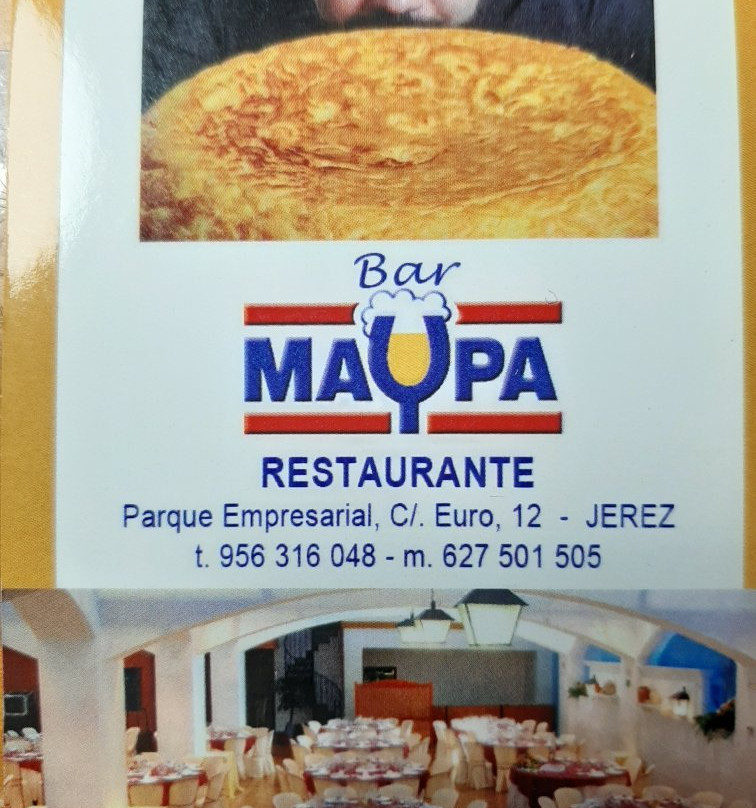 Bar
MAYPA
RESTAURANTE
Parque Empresarial, C/. Euro, 12 - JEREZ
t. 956 316 048 - m. 627 501 505